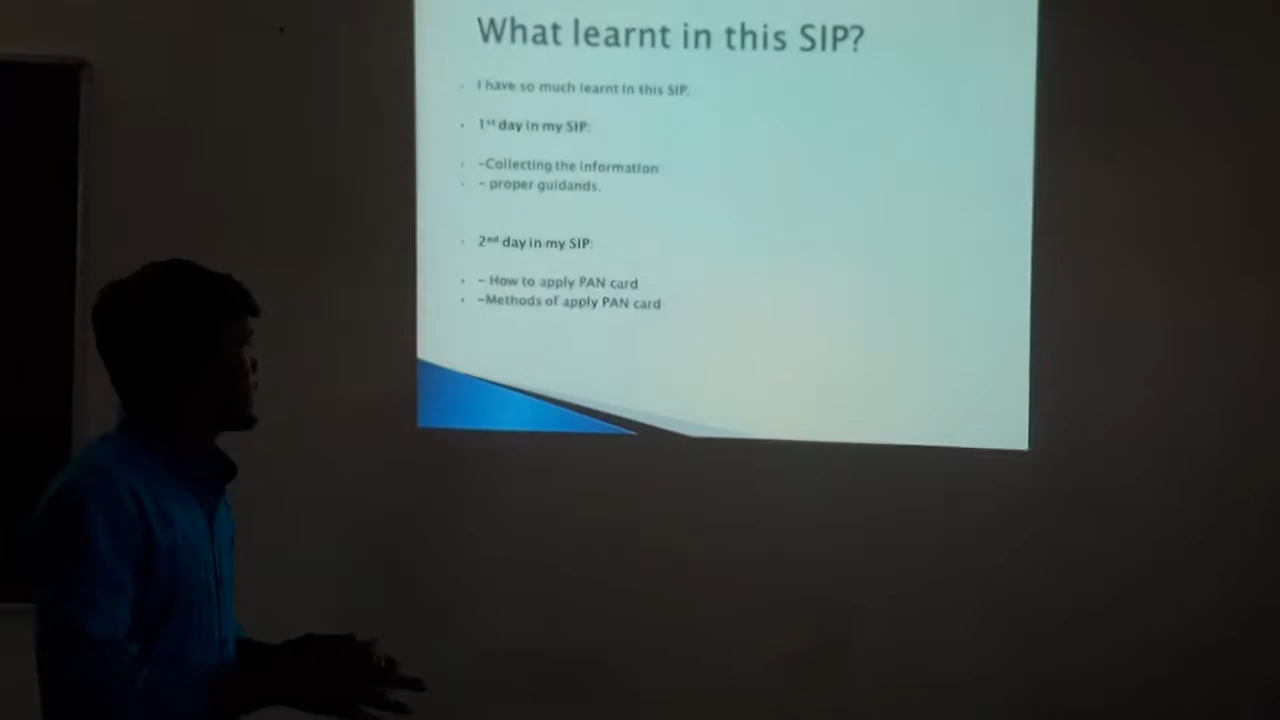 What learnt in this SIP?
• I have so much learnt in this SIP.
• 1st day in my SIP:
• -Collecting the information
• - proper guidands.
• 2nd day in my SIP:
• - How to apply PAN card
• -Methods of apply PAN card